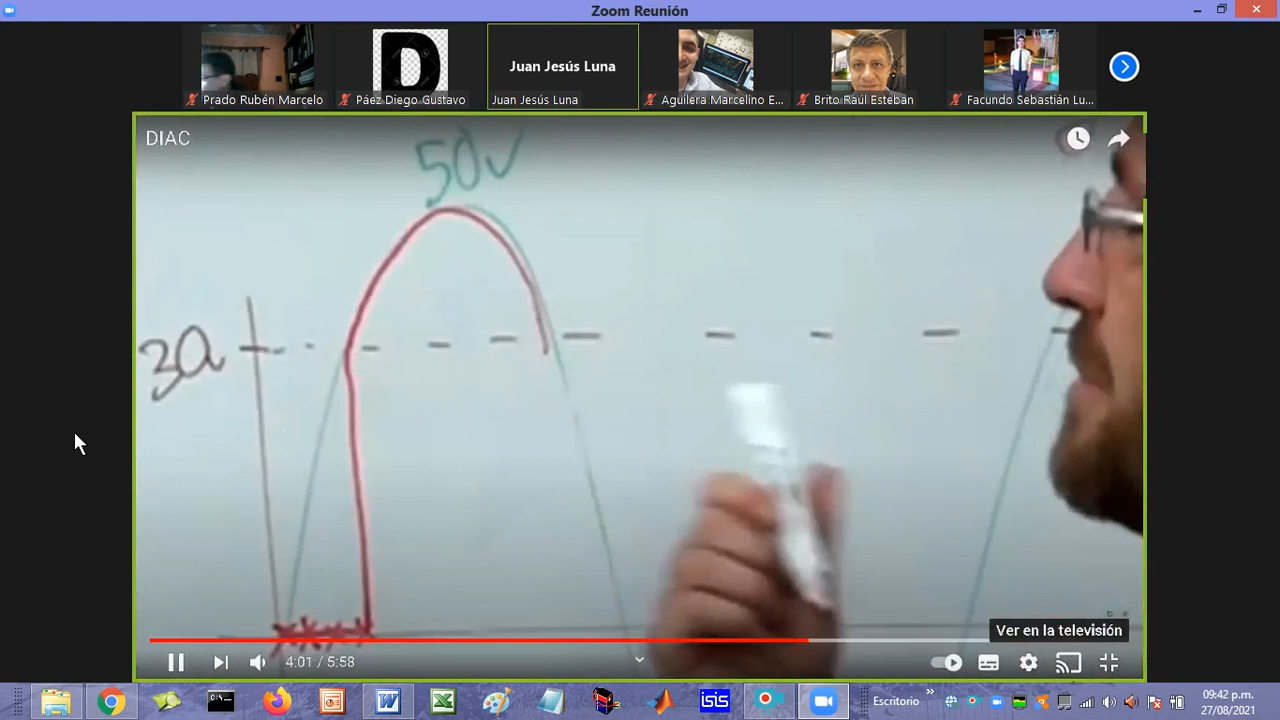 Zoom Reunión
Juan Jesús Luna
D
Prado Rubén Marcelo
Páez Diego Gustavo
Juan Jesús Luna
Aguilera Marcelino E...
Brito Raúl Esteban
Facundo Sebastián Lu...
DIAC
50v
30
Ver en la televisión
4:01 / 5:58
isis
Escritorio
»
09:42 p.m.
27/08/2021